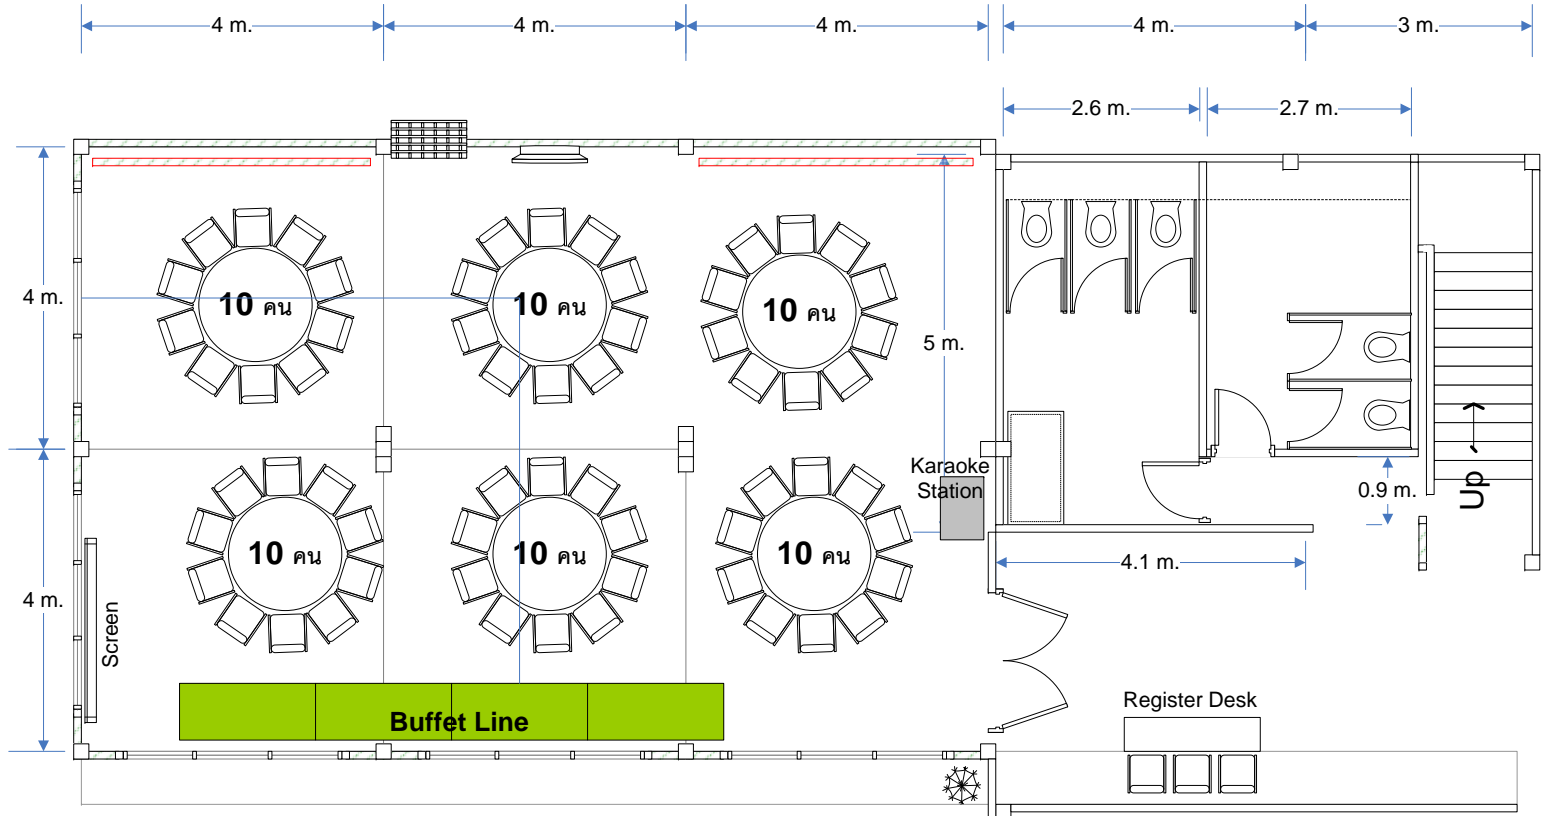 4 m.
4 m.
4 m.
4 m.
3 m.
2.6 m.
2.7 m.
4 m.
10 คน
10 คน
10 คน
5 m.
Karaoke
Station
0.9 m.
Up
10 คน
10 คน
10 คน
4.1 m.
4 m.
Screen
Buffet Line
Register Desk